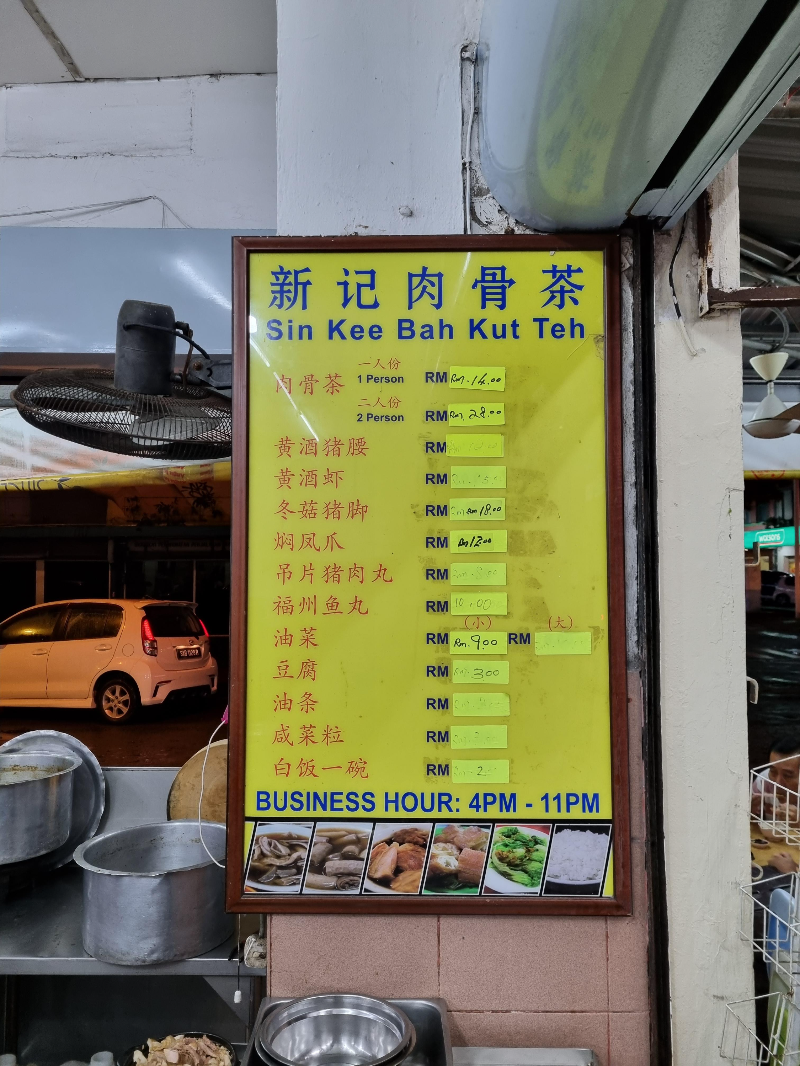 新记肉骨茶
Sin Kee Bah Kut Teh
肉骨茶 一人份 1 Person RM Rm. 14.00
二人份 2 Person RM Rm. 28.00
黄酒猪腰 RM
黄酒虾 RM
冬菇猪脚 RM Rm 18.00
焖凤爪 RM Rm 12.00
吊片猪肉丸 RM
福州鱼丸 RM 10.00
(小) (大)
油菜 RM Rm. 9.00 RM
豆腐 RM 3.00
油条 RM
咸菜粒 RM
白饭一碗 RM
BUSINESS HOUR: 4PM - 11PM
watsons